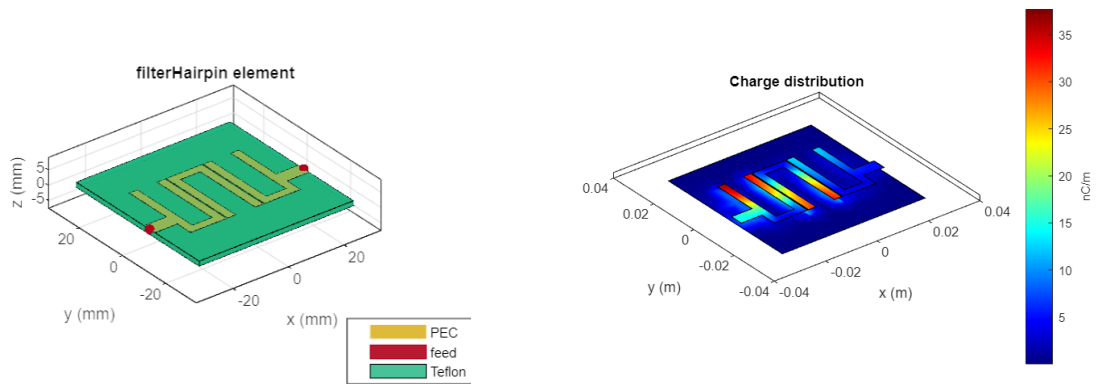 filterHairpin element
z (mm)
5
0
-5
20
0
-20
y (mm)
-20
0
20
x (mm)
PEC
feed
Teflon
Charge distribution
0.04
0.02
0
-0.02
-0.04
y (m)
-0.04
-0.02
0
0.02
0.04
x (m)
35
30
25
20
15
10
5
nC/m